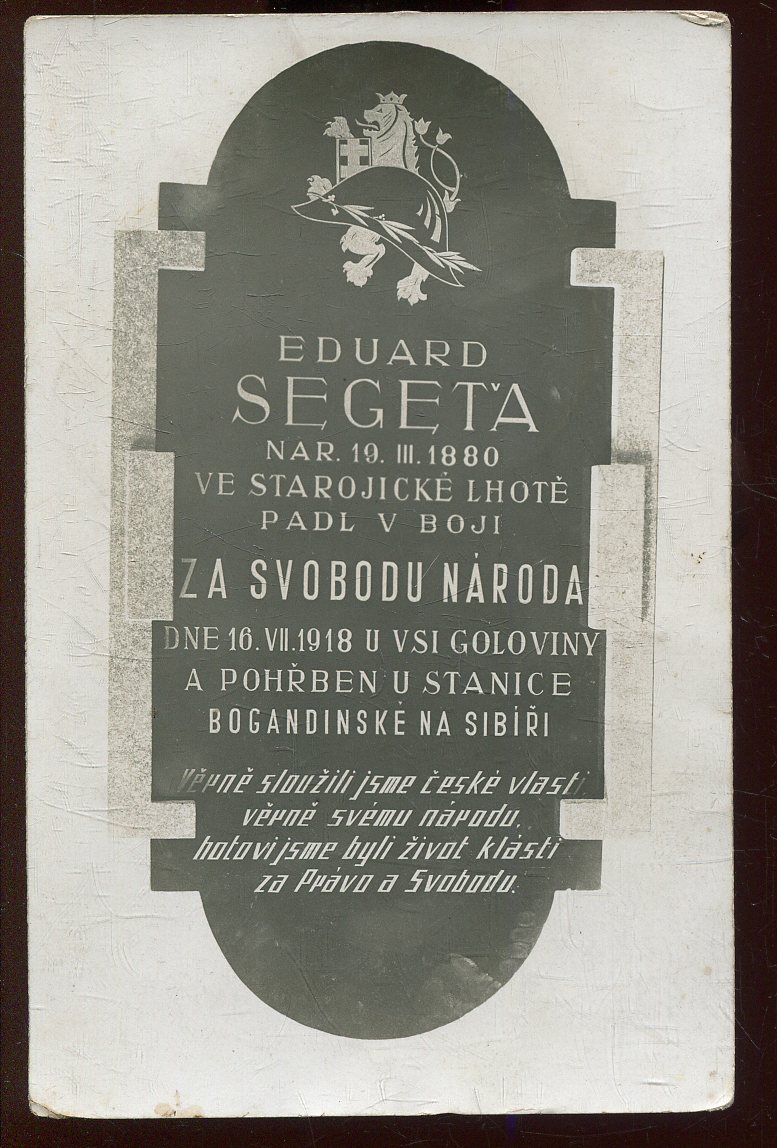 EDUARD
SEGEŤA
NAR. 19. III. 1880
VE STAROJICKÉ LHOTĚ
PADL V BOJI
ZA SVOBODU NÁRODA
DNE 16. VII. 1918 U VSI GOLOVINY
A POHŘBEN U STANICE
BOGANDINSKÉ NA SIBÍŘI
Věrně sloužili jsme české vlasti,
věrně svému národu,
hotovi jsme byli život klásti
za Právo a Svobodu.